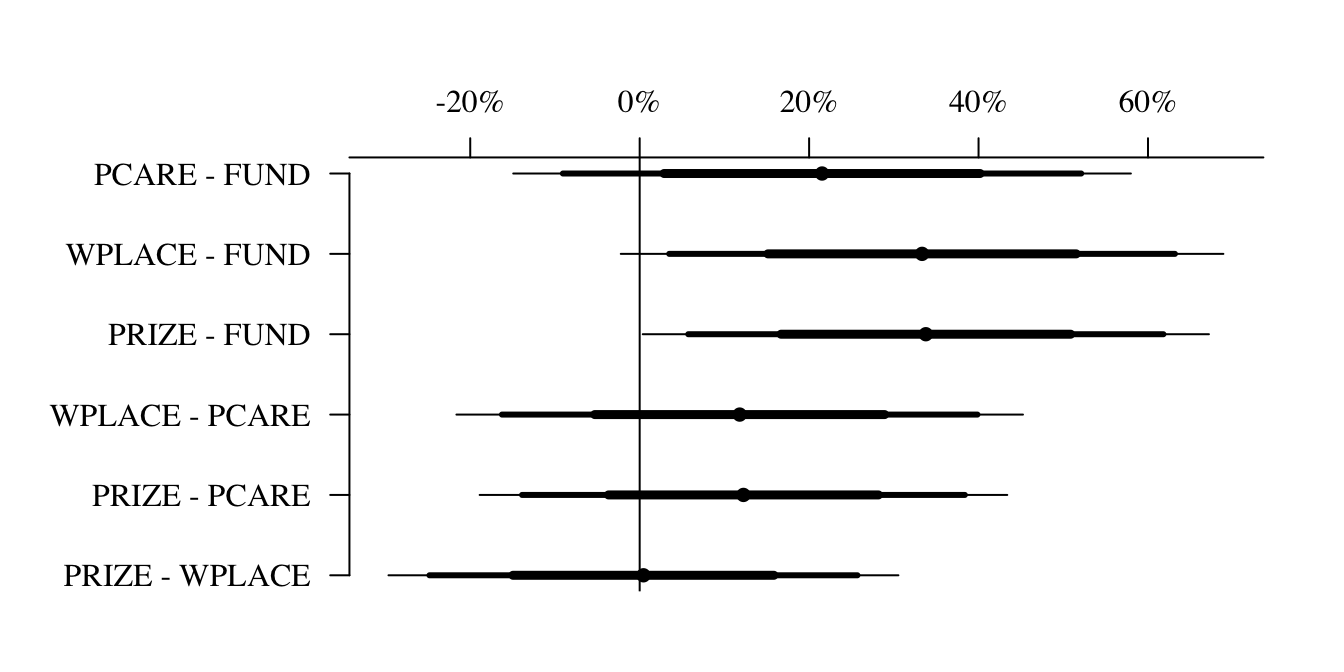 -20% 0% 20% 40% 60%
PCARE - FUND
WPLACE - FUND
PRIZE - FUND
WPLACE - PCARE
PRIZE - PCARE
PRIZE - WPLACE